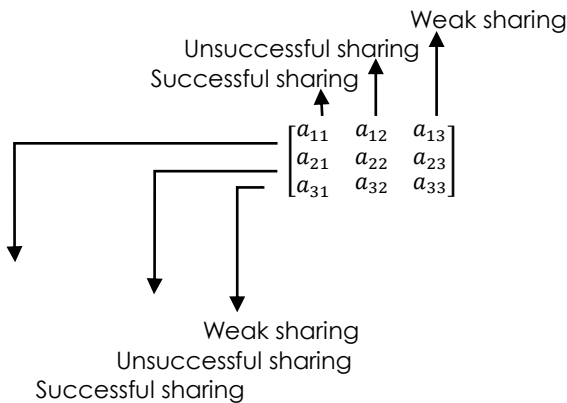 Weak sharing
Unsuccessful sharing
Successful sharing
a₁₁ a₁₂ a₁₃
a₂₁ a₂₂ a₂₃
a₃₁ a₃₂ a₃₃
Weak sharing
Unsuccessful sharing
Successful sharing